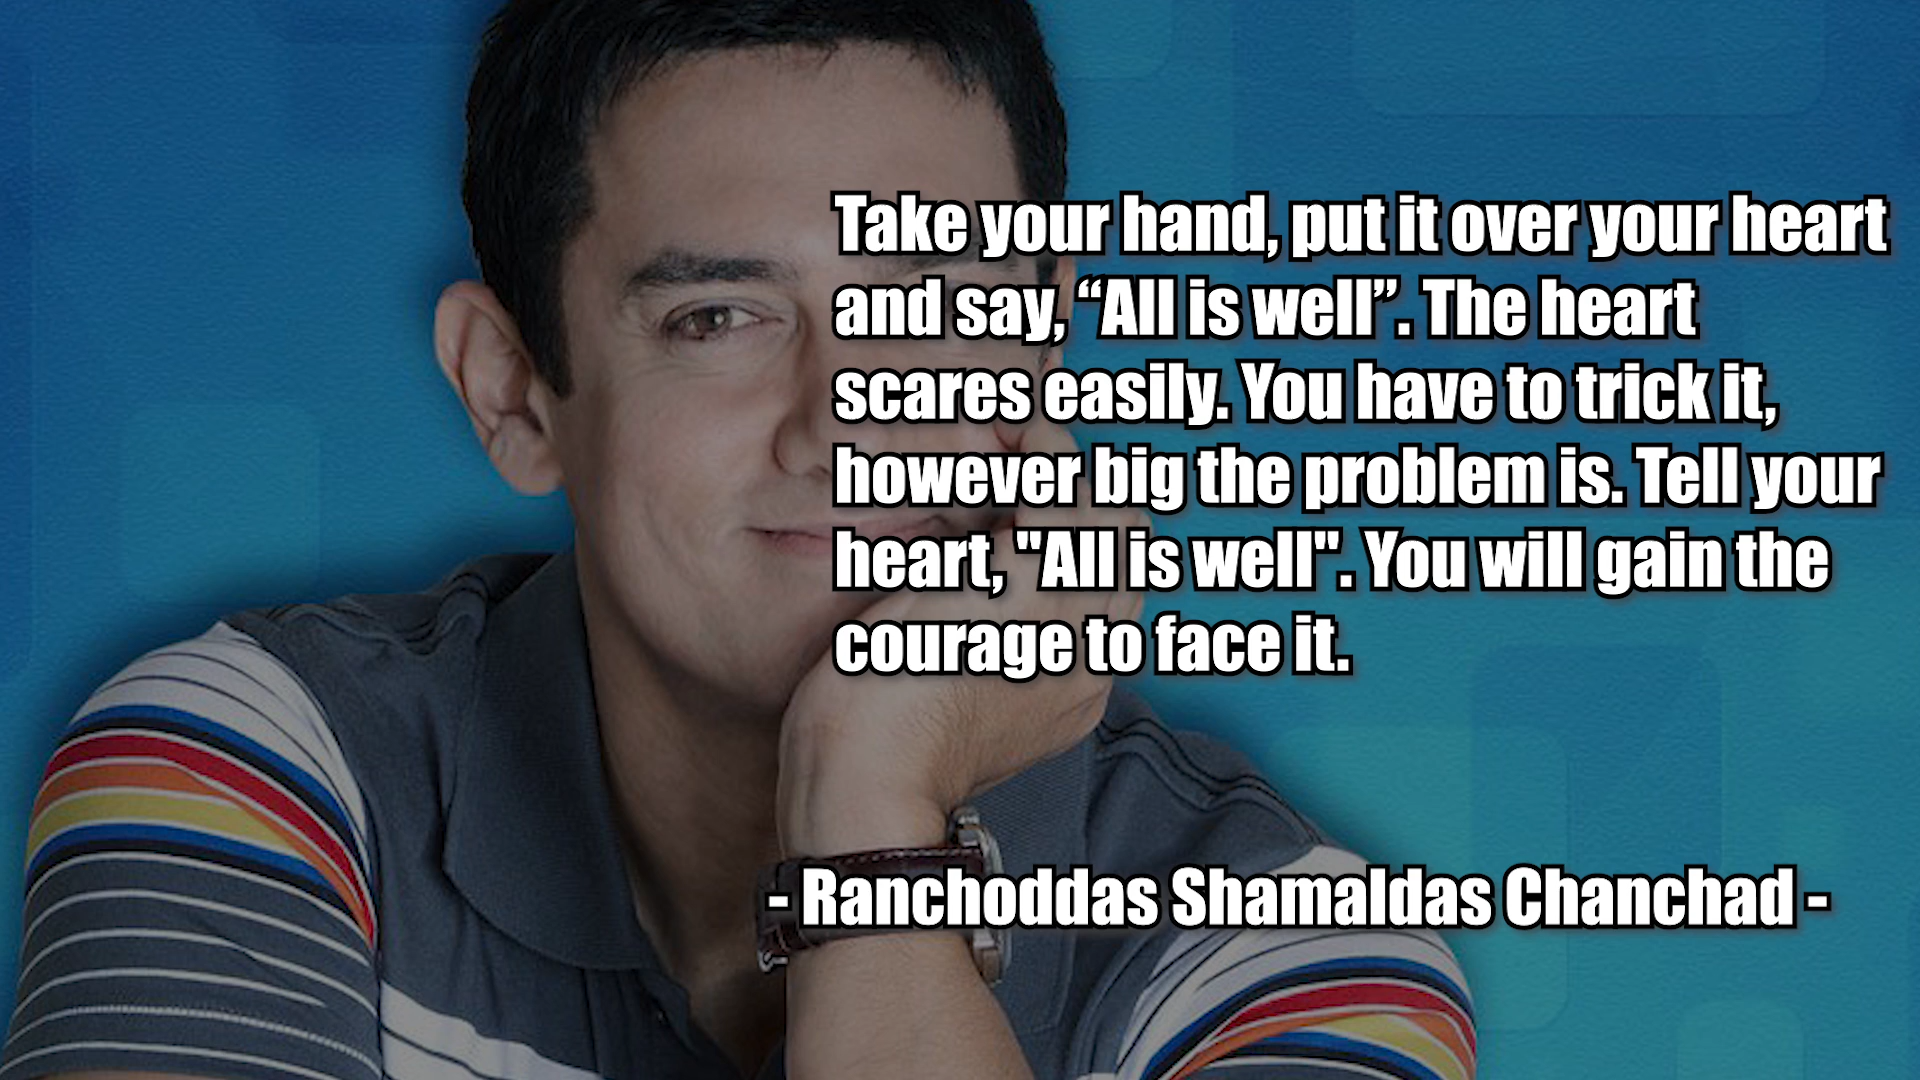 Take your hand, put it over your heart
and say, “All is well”. The heart
scares easily. You have to trick it,
however big the problem is. Tell your
heart, "All is well". You will gain the
courage to face it.
- Ranchoddas Shamaldas Chanchad -